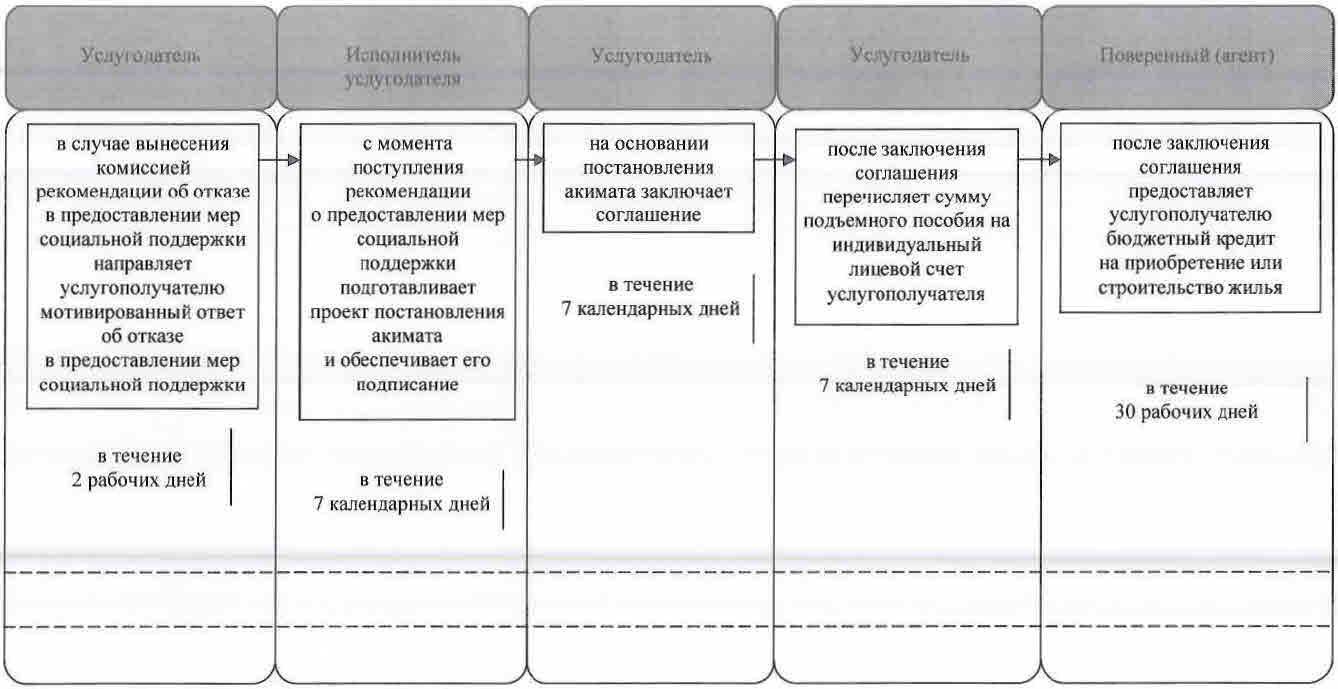 Услугодатель
Исполнитель
услугодателя
Услугодатель
Услугодатель
Поверенный (агент)
в случае вынесения
комиссией
рекомендации об отказе
в предоставлении мер
социальной поддержки
направляет
услугополучателю
мотивированный ответ
об отказе
в предоставлении мер
социальной поддержки
в течение
2 рабочих дней
с момента
поступления
рекомендации
о предоставлении мер
социальной
поддержки
подготавливает
проект постановления
акимата
и обеспечивает его
подписание
в течение
7 календарных дней
на основании
постановления
акимата заключает
соглашение
в течение
7 календарных дней
после заключения
соглашения
перечисляет сумму
подъемного пособия на
индивидуальный
лицевой счет
услугополучателя
в течение
7 календарных дней
после заключения
соглашения
предоставляет
услугополучателю
бюджетный кредит
на приобретение или
строительство жилья
в течение
30 рабочих дней